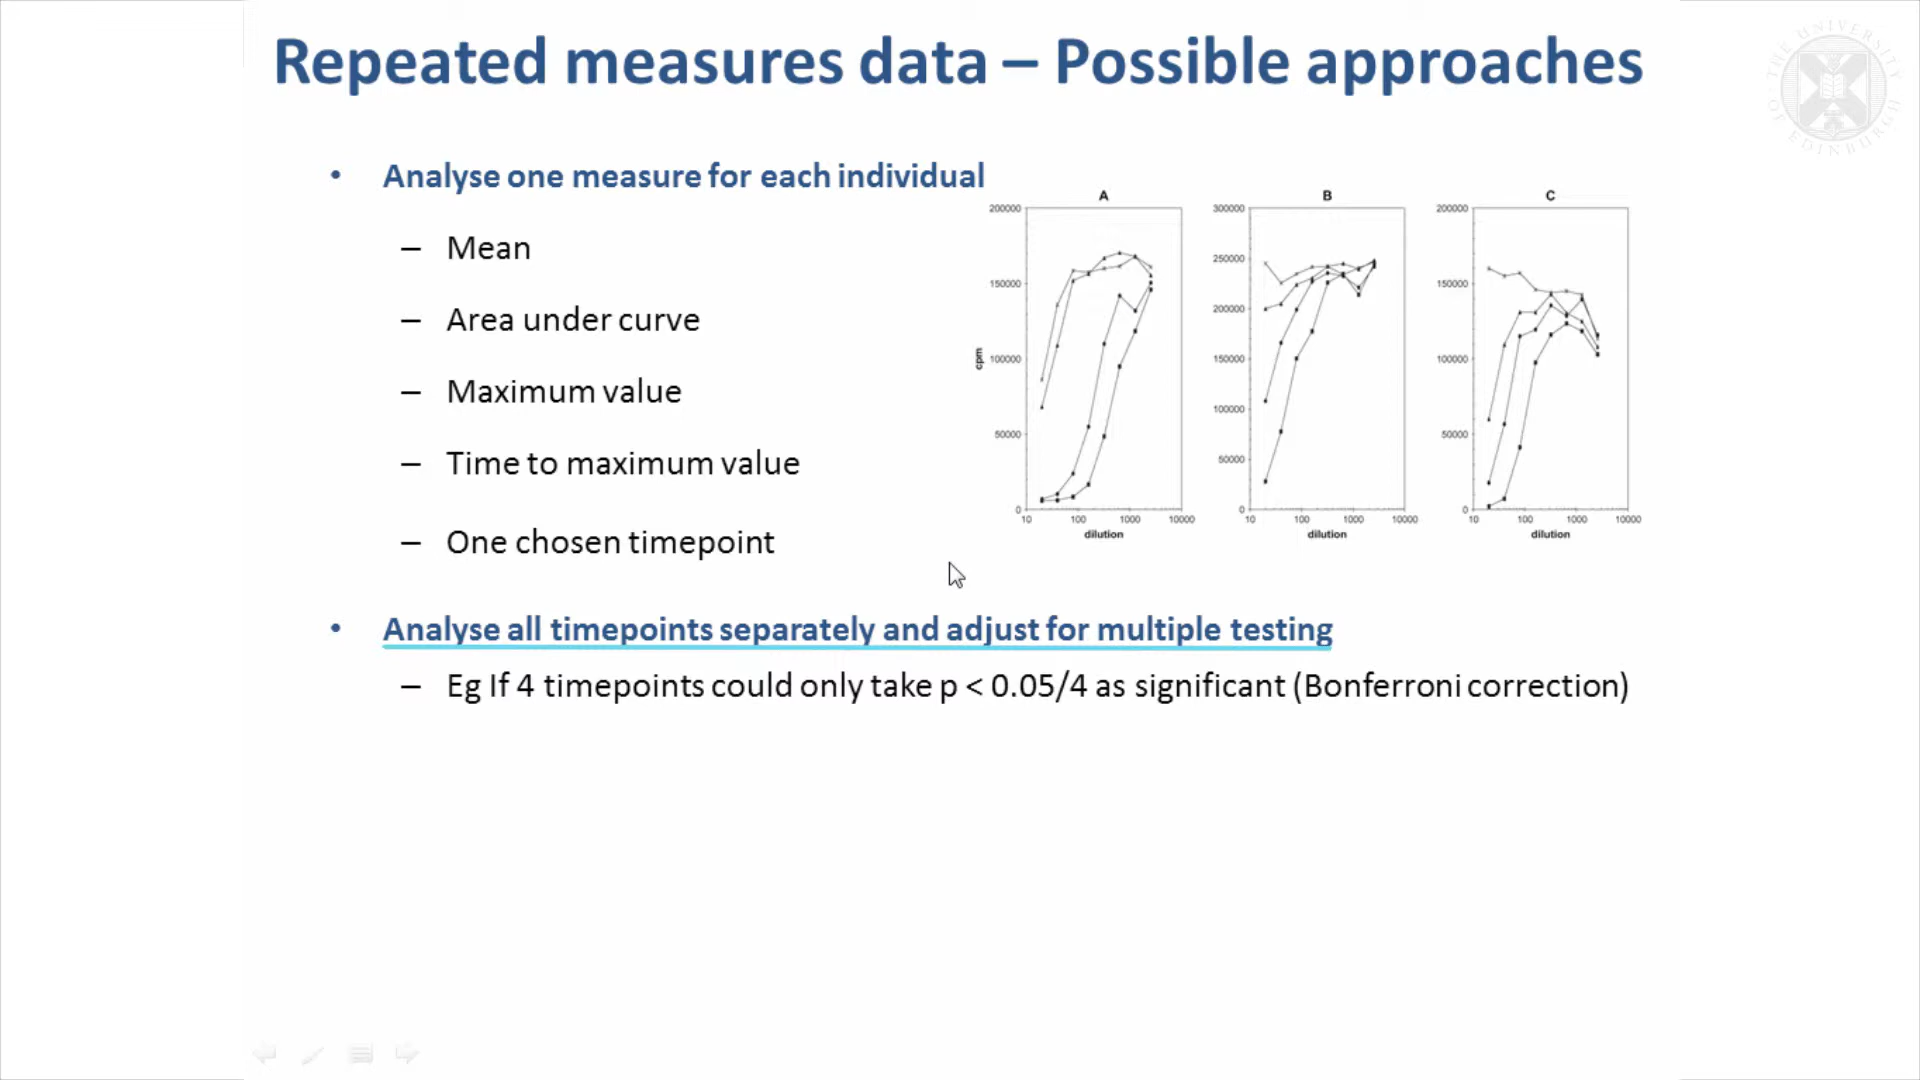 Repeated measures data – Possible approaches
THE UNIVERSITY OF EDINBURGH
• Analyse one measure for each individual
– Mean
– Area under curve
– Maximum value
– Time to maximum value
– One chosen timepoint
A
200000
150000
100000
50000
0
cpm
10 100 1000 10000
dilution
B
300000
250000
200000
150000
100000
50000
0
10 100 1000 10000
dilution
C
200000
150000
100000
50000
0
10 100 1000 10000
dilution
• Analyse all timepoints separately and adjust for multiple testing
– Eg If 4 timepoints could only take p < 0.05/4 as significant (Bonferroni correction)